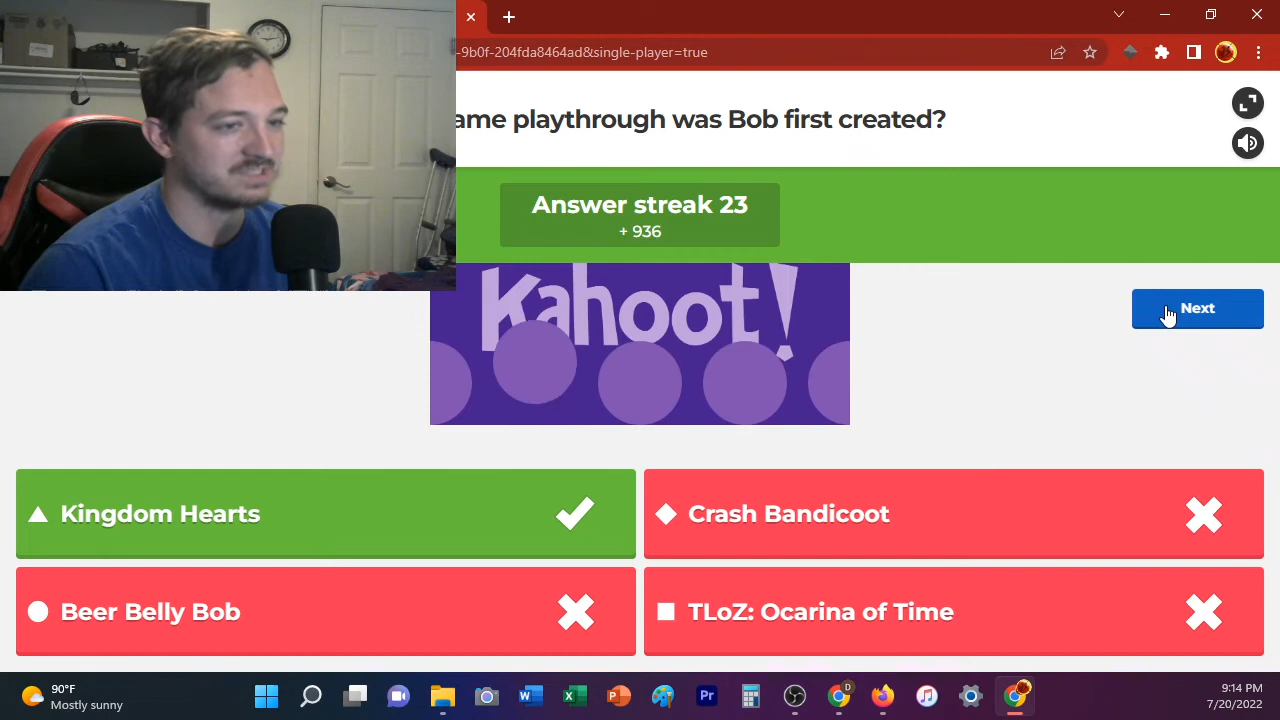 -9b0f-204fda8464ad&single-player=true
ame playthrough was Bob first created?
Answer streak 23
+ 936
Kahoot!
Next
Kingdom Hearts
Crash Bandicoot
Beer Belly Bob
TLoZ: Ocarina of Time
90°F
Mostly sunny
W
X
P
Pr
D
9:14 PM
7/20/2022